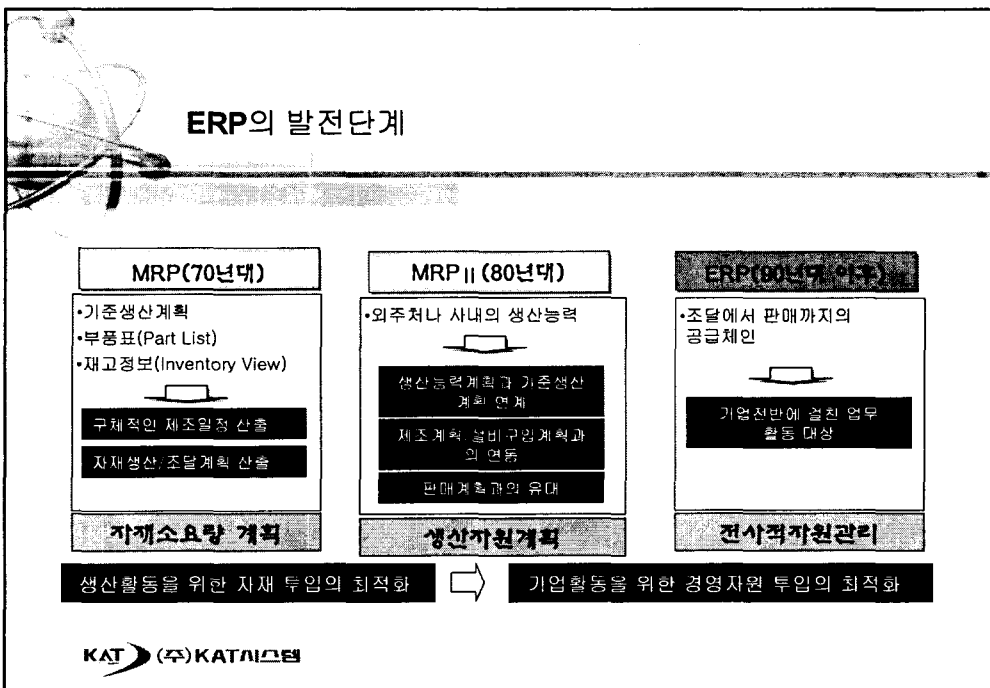 ERP의 발전단계
MRP(70년대)
•기준생산계획
•부품표(Part List)
•재고정보(Inventory View)
구체적인 제조일정 산출
자재생산/조달계획 산출
자재소요량 계획
MRP II (80년대)
•외주처나 사내의 생산능력
생산능력계획과 기준생산
계획 연계
제조계획/설비구입계획과
의 연동
판매계획과의 유대
생산자원계획
ERP(90년대 이후)
•조달에서 판매까지의
공급체인
기업전반에 걸친 업무
활동 대상
전사적자원관리
생산활동을 위한 자재 투입의 최적화
기업활동을 위한 경영자원 투입의 최적화
KAT (주)KAT시스템